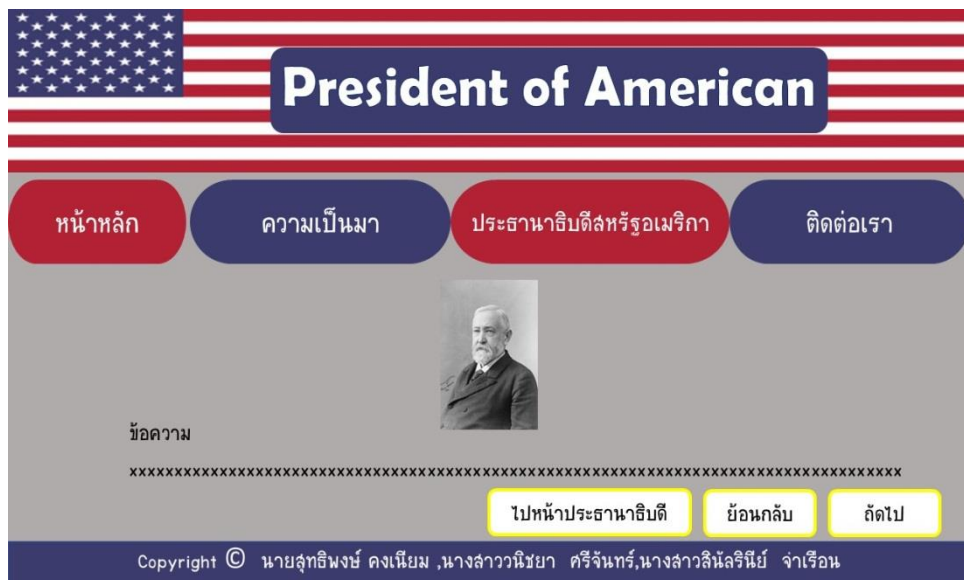 President of American
หน้าหลัก ความเป็นมา ประธานาธิบดีสหรัฐอเมริกา ติดต่อเรา
ข้อความ
xxxxxxxxxxxxxxxxxxxxxxxxxxxxxxxxxxxxxxxxxxxxxxxxxxxxxxxxxxxxxxxxxxxxxxxxxxxxxxxxxxxxxx
ไปหน้าประธานาธิบดี ย้อนกลับ ถัดไป
Copyright © นายสุทธิพงษ์ คงเนียม ,นางสาววนิชยา ศรีจันทร์,นางสาวลินัลรินีย์ จ่าเรือน